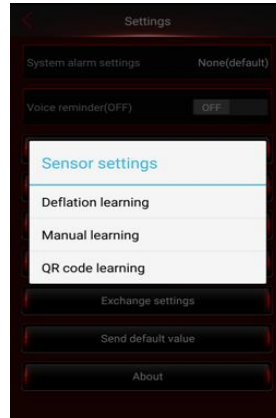 Settings
System alarm settings None(default)
Voice reminder(OFF) OFF
Sensor settings
Deflation learning
Manual learning
QR code learning
Exchange settings
Send default value
About